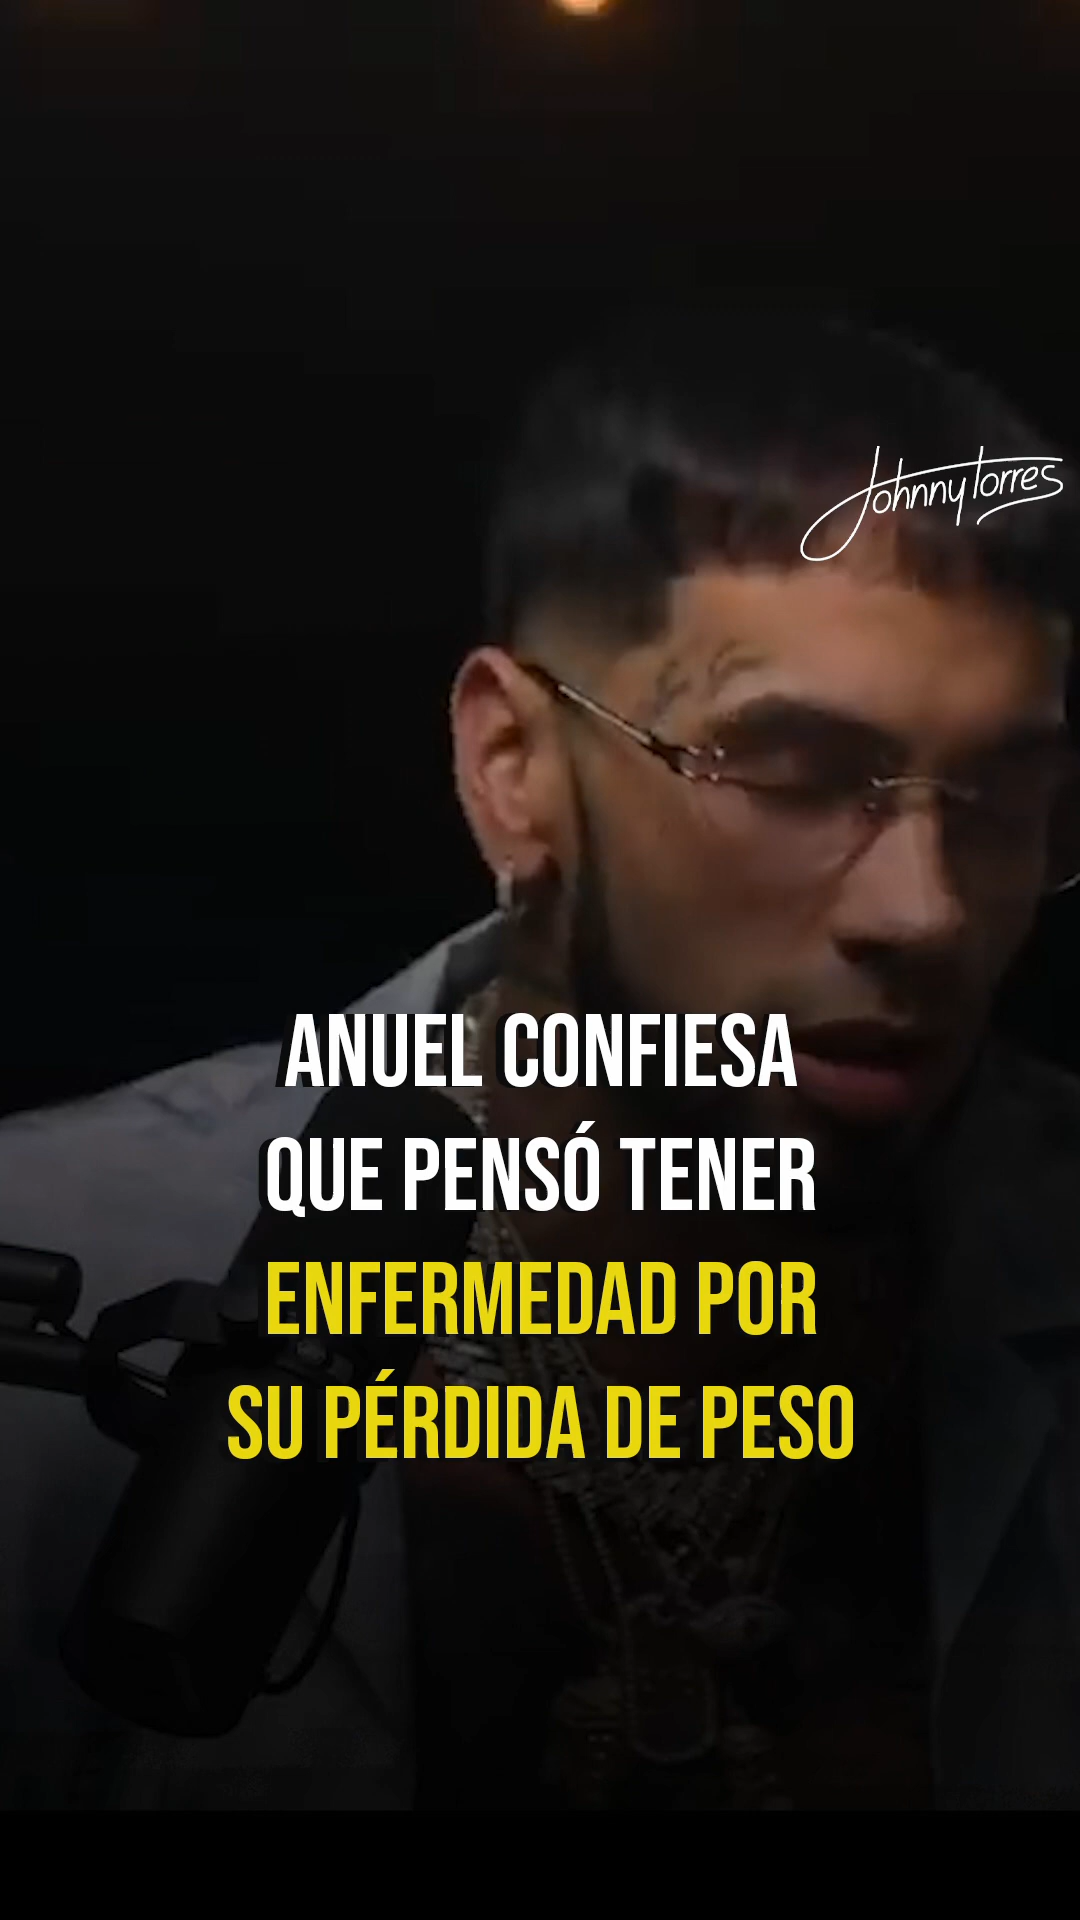 Johnny Torres
ANUEL CONFIESA
QUE PENSÓ TENER
ENFERMEDAD POR
SU PÉRDIDA DE PESO